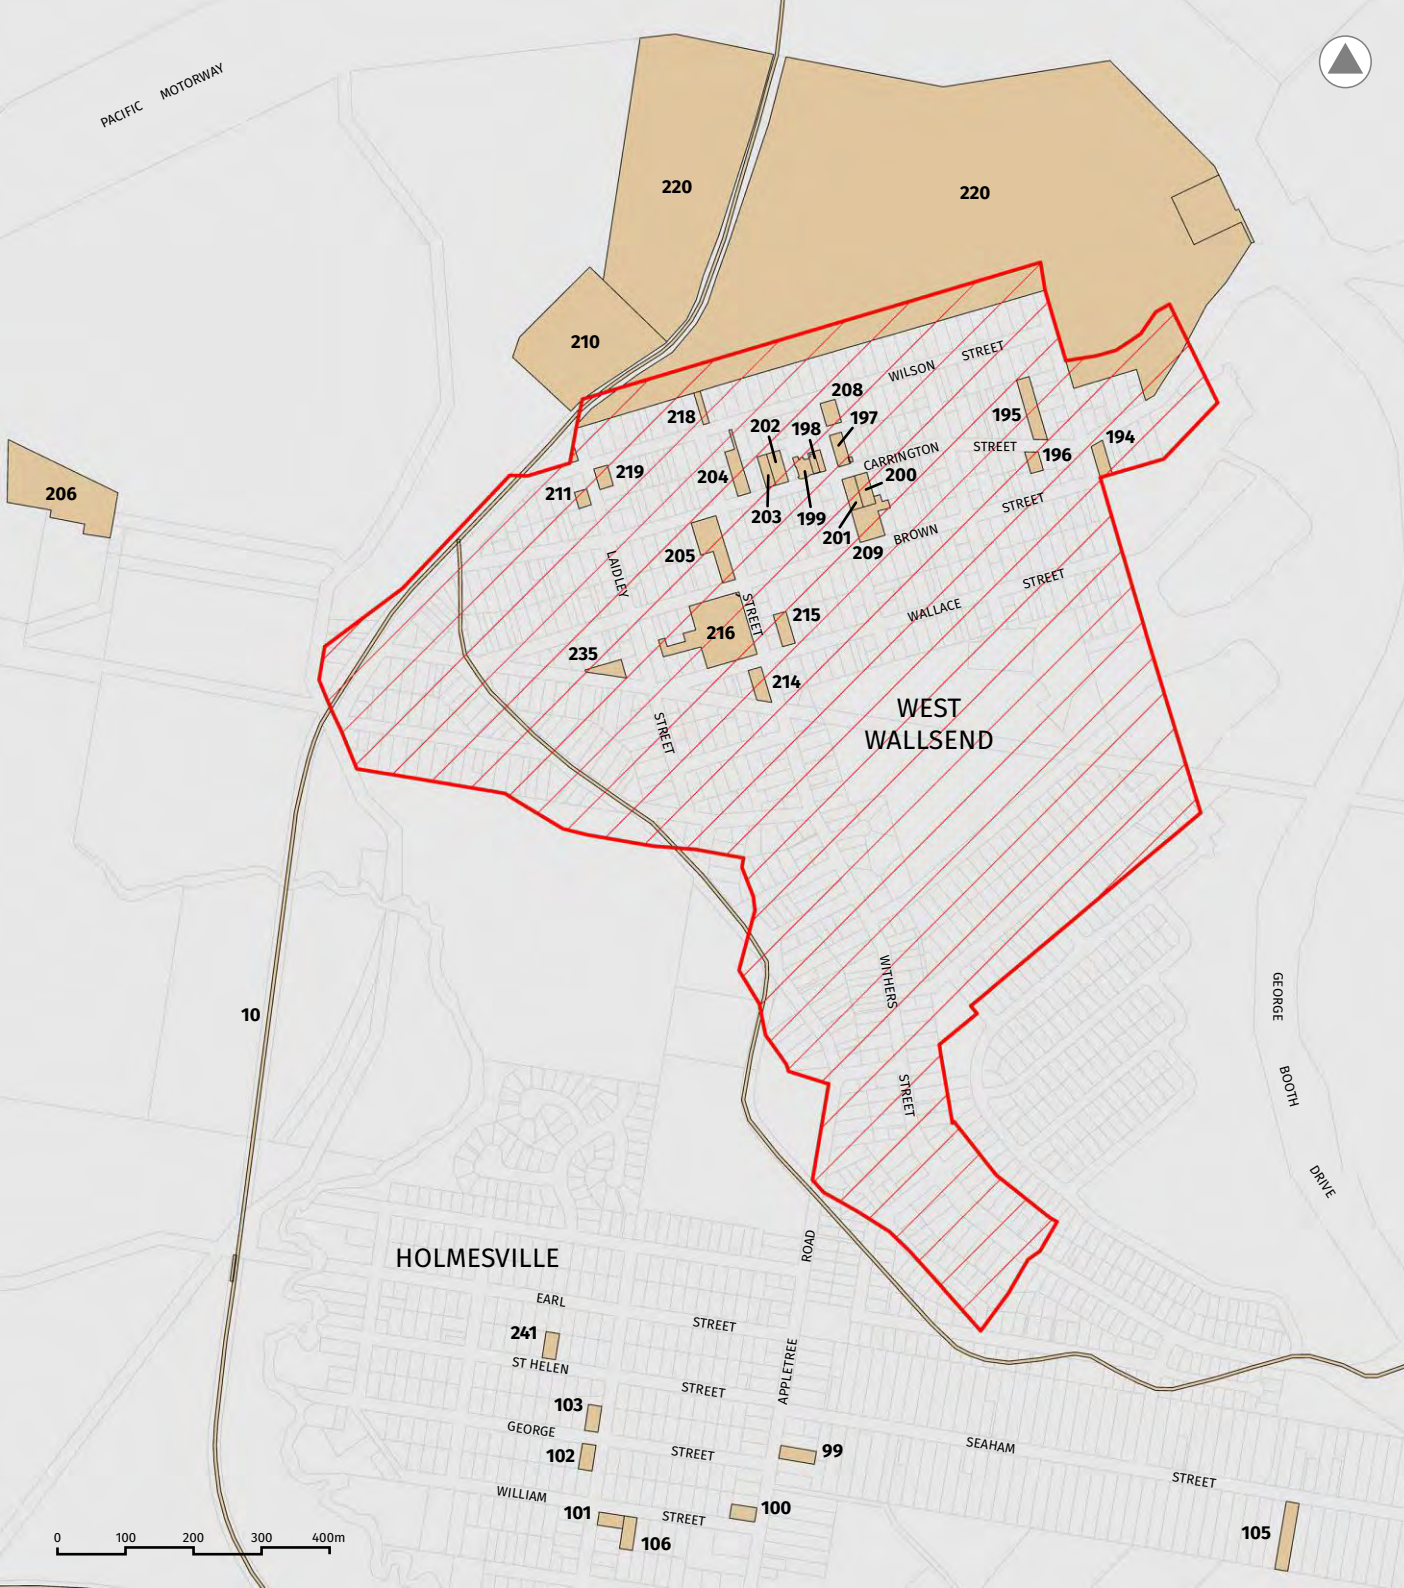 PACIFIC MOTORWAY
220
220
210
206
WILSON STREET
208
218
202
198
197
195
194
CARRINGTON STREET
196
219
204
200
211
203
199
201
209
BROWN STREET
205
LAIDLEY STREET
WALLACE STREET
STREET
215
216
235
214
WEST
WALLSEND
10
WITHERS STREET
GEORGE BOOTH DRIVE
HOLMESVILLE
APPLETREE ROAD
EARL STREET
241
ST HELEN STREET
103
GEORGE STREET
102
99
SEAHAM STREET
WILLIAM STREET
101
100
106
105
0 100 200 300 400m